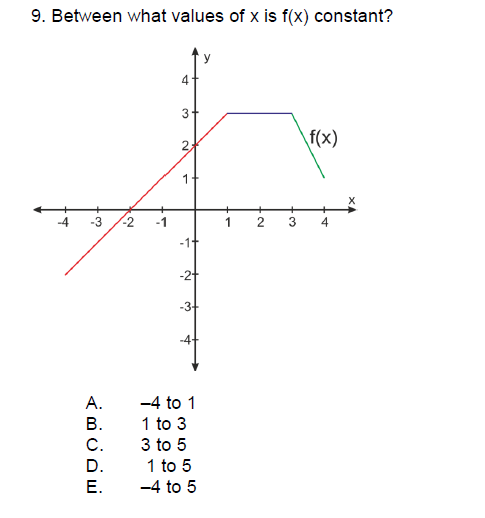 9. Between what values of x is f(x) constant?
y
4
3
f(x)
2
1
x
-4 -3 -2 -1 1 2 3 4
-1
-2
-3
-4
A. –4 to 1
B. 1 to 3
C. 3 to 5
D. 1 to 5
E. –4 to 5